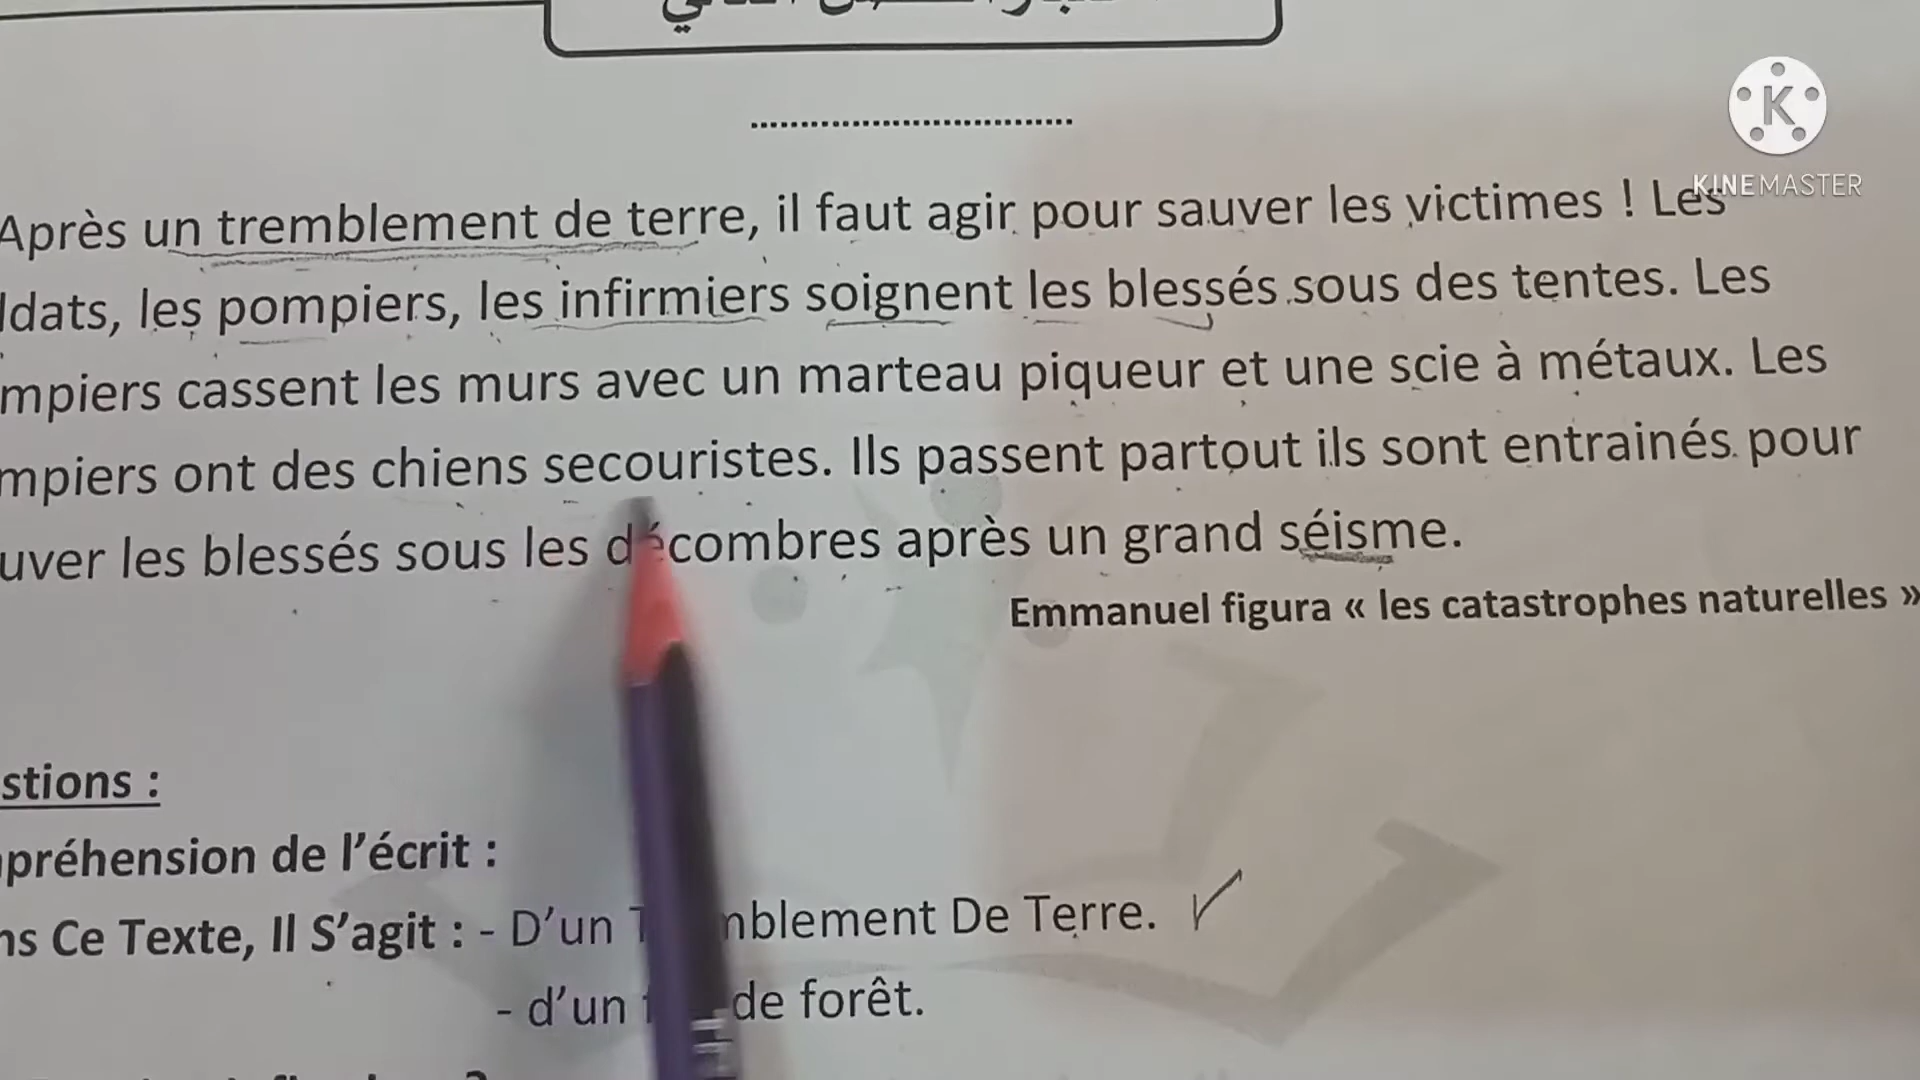 Après un tremblement de terre, il faut agir pour sauver les victimes ! Les
ldats, les pompiers, les infirmiers soignent les blessés sous des tentes. Les
mpiers cassent les murs avec un marteau piqueur et une scie à métaux. Les
mpiers ont des chiens secouristes. Ils passent partout ils sont entrainés pour
uver les blessés sous les décombres après un grand séisme.
Emmanuel figura « les catastrophes naturelles »
stions :
préhension de l'écrit :
ns Ce Texte, Il S'agit : - D'un Tremblement De Terre.
- d'un de forêt.
KINEMASTER